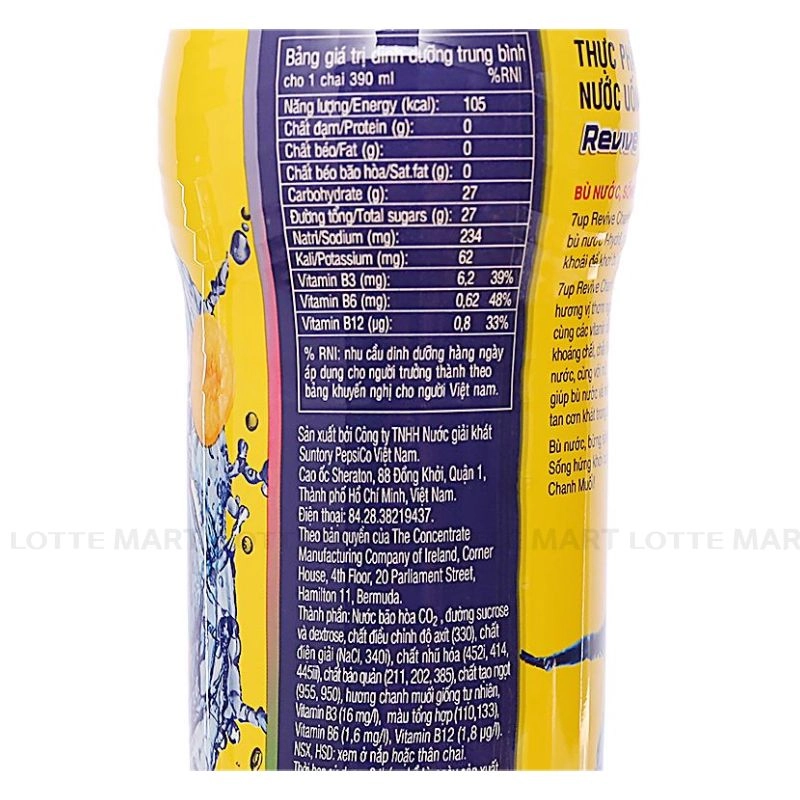 Bảng giá trị dinh dưỡng trung bình
cho 1 chai 390 ml %RNI
Năng lượng/Energy (kcal): 105
Chất đạm/Protein (g): 0
Chất béo/Fat (g): 0
Chất béo bão hòa/Sat.fat (g): 0
Carbohydrate (g): 27
Đường tổng/Total sugars (g): 27
Natri/Sodium (mg): 234
Kali/Potassium (mg): 62
Vitamin B3 (mg): 6,2 39%
Vitamin B6 (mg): 0,62 48%
Vitamin B12 (µg): 0,8 33%
% RNI: nhu cầu dinh dưỡng hàng ngày
áp dụng cho người trưởng thành theo
bảng khuyến nghị cho người Việt nam.
Sản xuất bởi Công ty TNHH Nước giải khát
Suntory PepsiCo Việt Nam.
Cao ốc Sheraton, 88 Đồng Khởi, Quận 1,
Thành phố Hồ Chí Minh, Việt Nam.
Điện thoại: 84.28.38219437.
Theo bản quyền của The Concentrate
Manufacturing Company of Ireland, Corner
House, 4th Floor, 20 Parliament Street,
Hamilton 11, Bermuda.
Thành phần: Nước bão hòa CO₂, đường sucrose
và dextrose, chất điều chỉnh độ axit (330), chất
điện giải (NaCl, 340i), chất nhũ hóa (452i, 414,
445iii), chất bảo quản (211, 202, 385), chất tạo ngọt
(955, 950), hương chanh muối giống tự nhiên,
Vitamin B3 (16 mg/l), màu tổng hợp (110,133),
Vitamin B6 (1,6 mg/l), Vitamin B12 (1,8 µg/l).
NSX, HSD: xem ở nắp hoặc thân chai.
THỰC
NƯỚC
Revive
BÙ NƯỚC,
7up Revive
bù nước
khoái để
7up Revive
hương vị thơm
cùng các vitamin
khoáng chất,
nước, cùng với
giúp bù nước
tan cơn khát
Bù nước,
Sống hứng
Chanh Muối
LOTTE MART LOTTE MART LOTTE MART LOTTE MAR